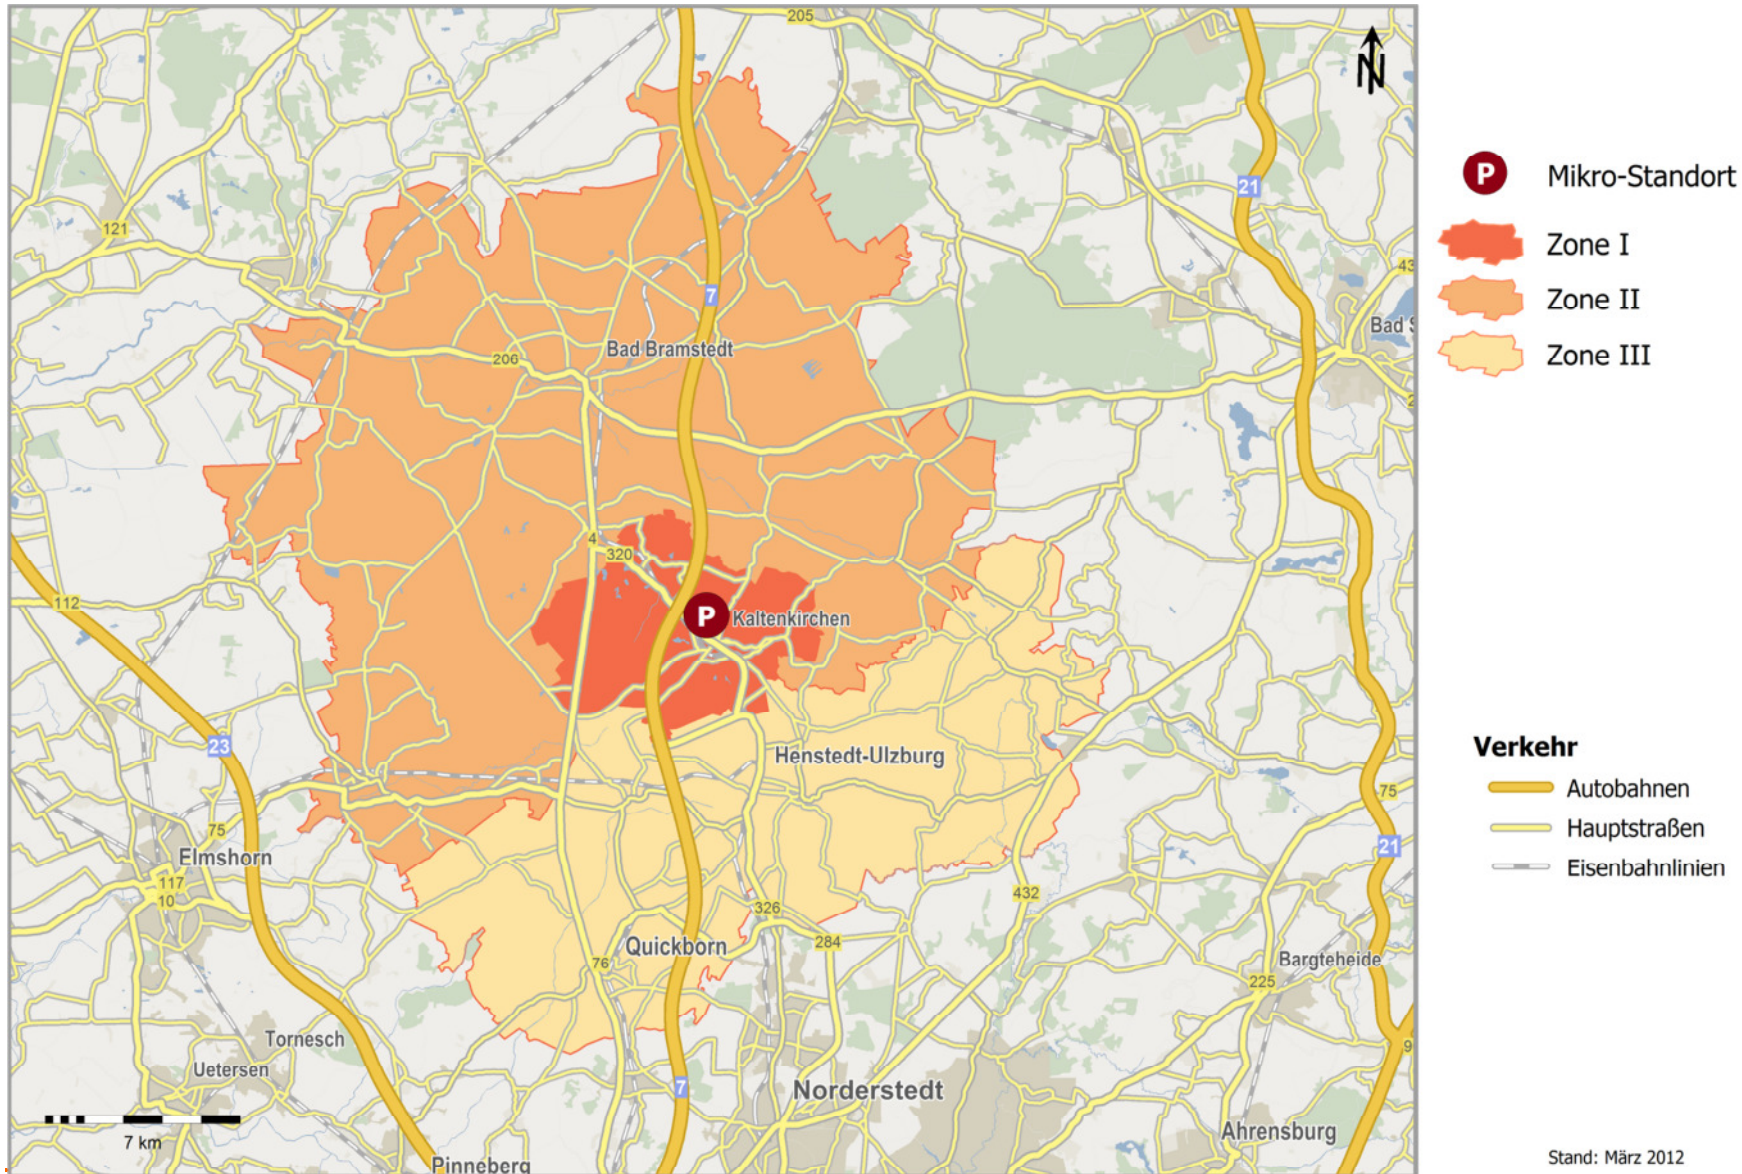 205
N
21
P Mikro-Standort
121
Zone I
43
7
Zone II
Bad S
Bad Bramstedt
206
Zone III
2
4
320
112
P
Kaltenkirchen
23
Henstedt-Ulzburg
Verkehr
Autobahnen
75
75
Hauptstraßen
21
Elmshorn
Eisenbahnlinien
117
10
432
326
284
Quickborn
76
Bargteheide
225
Tornesch
9
Uetersen
7
Norderstedt
7 km
Ahrensburg
Pinneberg
Stand: März 2012